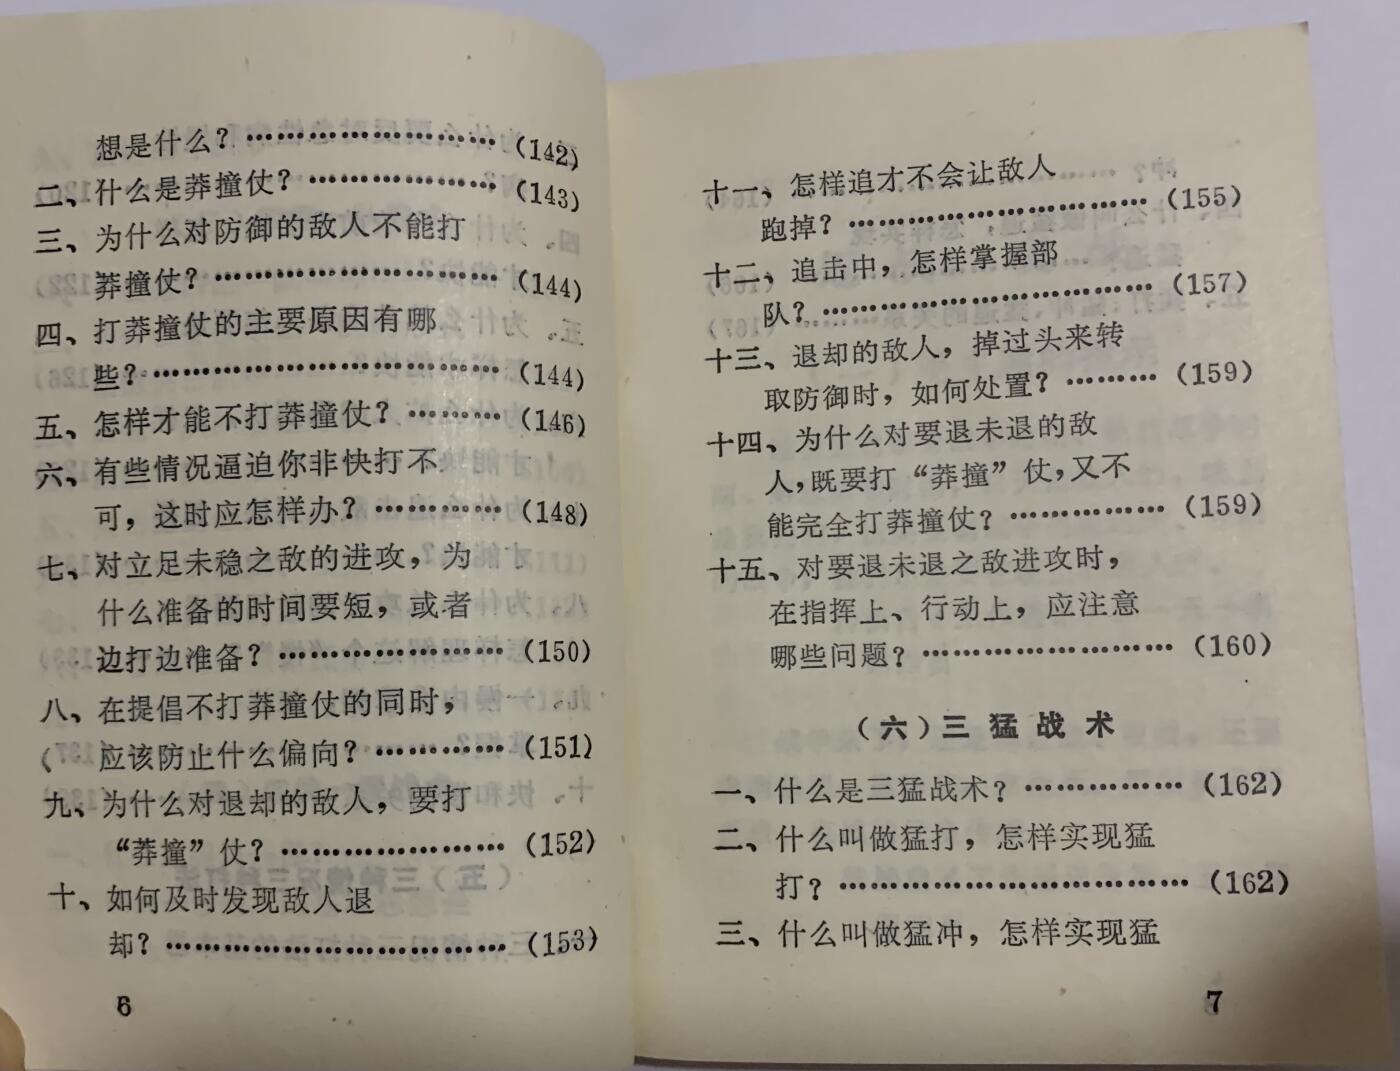 想是什么？…………………………(142)
二、什么是莽撞仗？…………………(143)
三、为什么对防御的敌人不能打
莽撞仗？……………………………(144)
四、打莽撞仗的主要原因有哪
些？…………………………………(144)
五、怎样才能不打莽撞仗？………(146)
六、有些情况逼迫你非快打不
可，这时应怎样办？……………(148)
七、对立足未稳之敌的进攻，为
什么准备的时间要短，或者
边打边准备？………………………(150)
八、在提倡不打莽撞仗的同时，
应该防止什么偏向？……………(151)
九、为什么对退却的敌人，要打
“莽撞”仗？………………………(152)
十、如何及时发现敌人退
却？…………………………………(153)
6
十一、怎样追才不会让敌人
跑掉？………………………………(155)
十二、追击中，怎样掌握部
队？…………………………………(157)
十三、退却的敌人，掉过头来转
取防御时，如何处置？………(159)
十四、为什么对要退未退的敌
人，既要打“莽撞”仗，又不
能完全打莽撞仗？………………(159)
十五、对要退未退之敌进攻时，
在指挥上、行动上，应注意
哪些问题？…………………………(160)
（六）三猛战术
一、什么是三猛战术？………………(162)
二、什么叫做猛打，怎样实现猛
打？…………………………………(162)
三、什么叫做猛冲，怎样实现猛
7